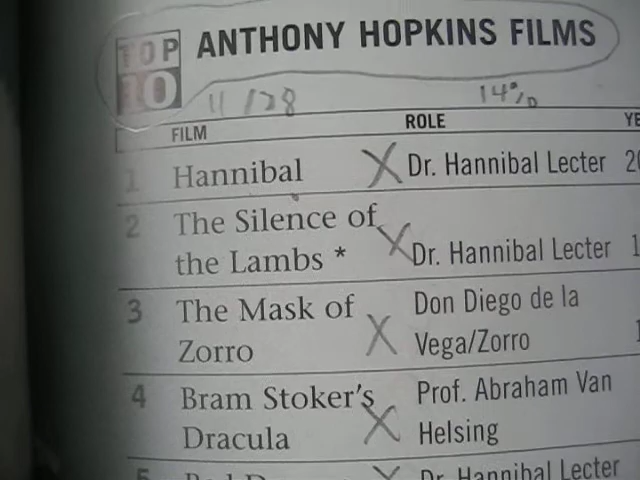 TOP 10 ANTHONY HOPKINS FILMS
11/28 14%
FILM ROLE
1 Hannibal X Dr. Hannibal Lecter
2 The Silence of
the Lambs * X Dr. Hannibal Lecter
3 The Mask of Don Diego de la
Zorro X Vega/Zorro
4 Bram Stoker's Prof. Abraham Van
Dracula X Helsing
5 X Dr. Hannibal Lecter